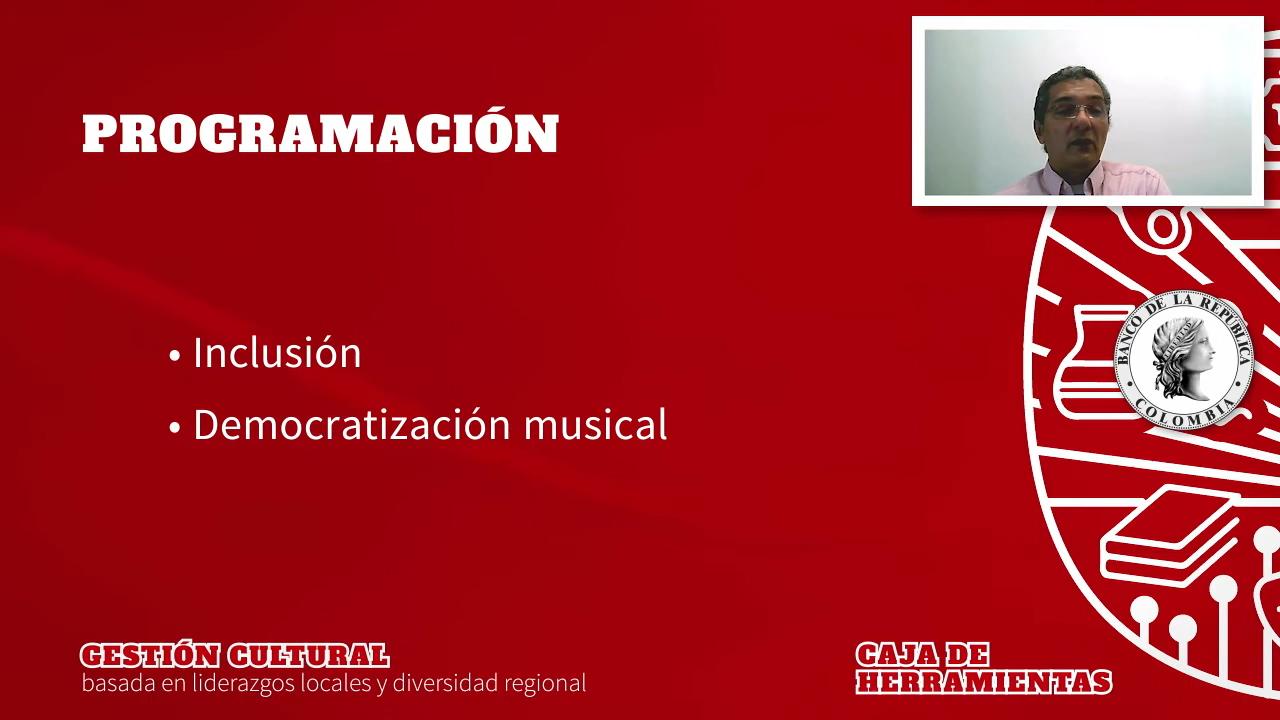 PROGRAMACIÓN
• Inclusión
• Democratización musical
BANCO DE LA REPÚBLICA
• COLOMBIA •
GESTIÓN CULTURAL
basada en liderazgos locales y diversidad regional
CAJA DE
HERRAMIENTAS